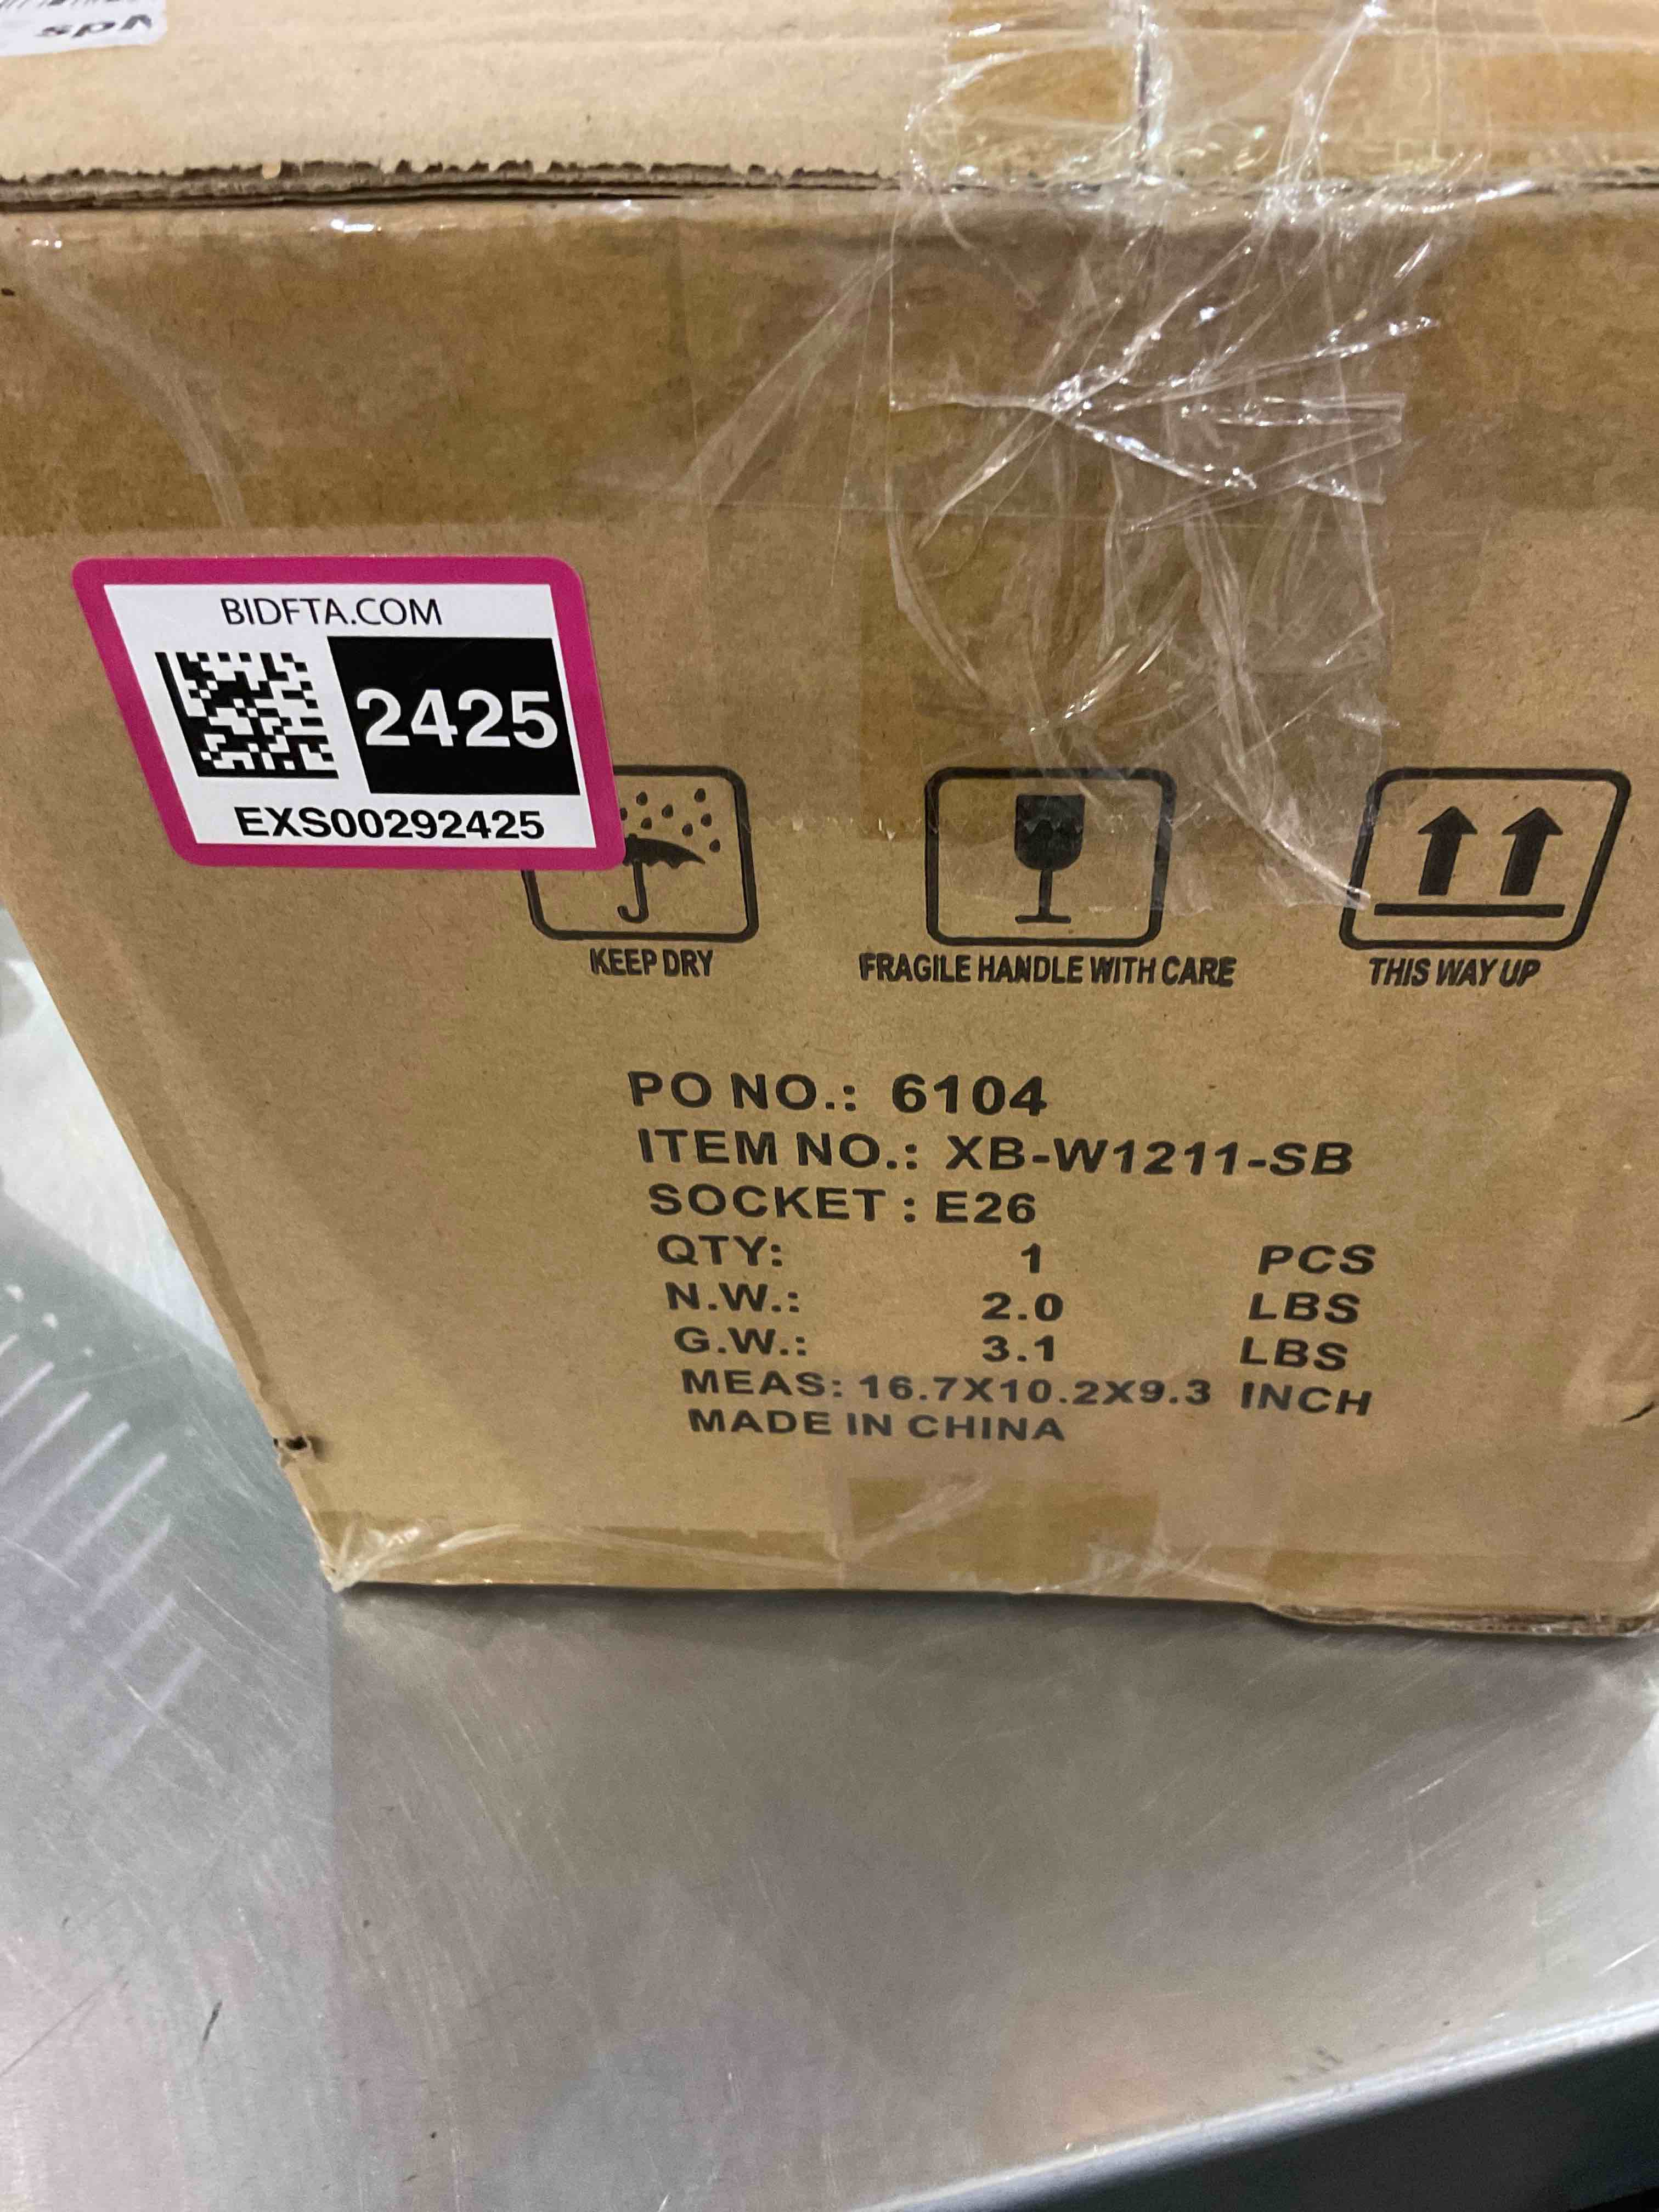 BIDFTA.COM
2425
EXS00292425
KEEP DRY
FRAGILE HANDLE WITH CARE
THIS WAY UP
PO NO.: 6104
ITEM NO.: XB-W1211-SB
SOCKET : E26
QTY: 1 PCS
N.W.: 2.0 LBS
G.W.: 3.1 LBS
MEAS: 16.7X10.2X9.3 INCH
MADE IN CHINA